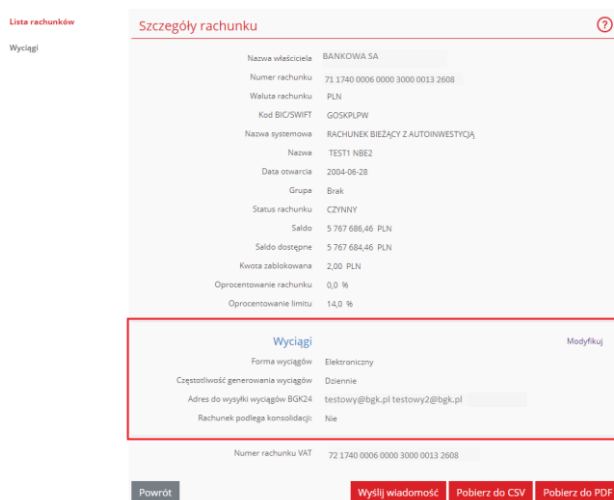 Lista rachunków
Wyciągi
Szczegóły rachunku
?
Nazwa właściciela BANKOWA SA
Numer rachunku 71 1740 0006 0000 3000 0013 2608
Waluta rachunku PLN
Kod BIC/SWIFT GOSKPLPW
Nazwa systemowa RACHUNEK BIEŻĄCY Z AUTOINWESTYCJĄ
Nazwa TEST1 NBE2
Data otwarcia 2004-06-28
Grupa Brak
Status rachunku CZYNNY
Saldo 5 767 686,46 PLN
Saldo dostępne 5 767 684,46 PLN
Kwota zablokowana 2,00 PLN
Oprocentowanie rachunku 0,0 %
Oprocentowanie limitu 14,0 %
Wyciągi Modyfikuj
Forma wyciągów Elektroniczny
Częstotliwość generowania wyciągów Dziennie
Adres do wysyłki wyciągów BGK24 testowy@bgk.pl testowy2@bgk.pl
Rachunek podlega konsolidacji: Nie
Numer rachunku VAT 72 1740 0006 0000 3000 0013 2608
Powrót Wyślij wiadomość Pobierz do CSV Pobierz do PDF